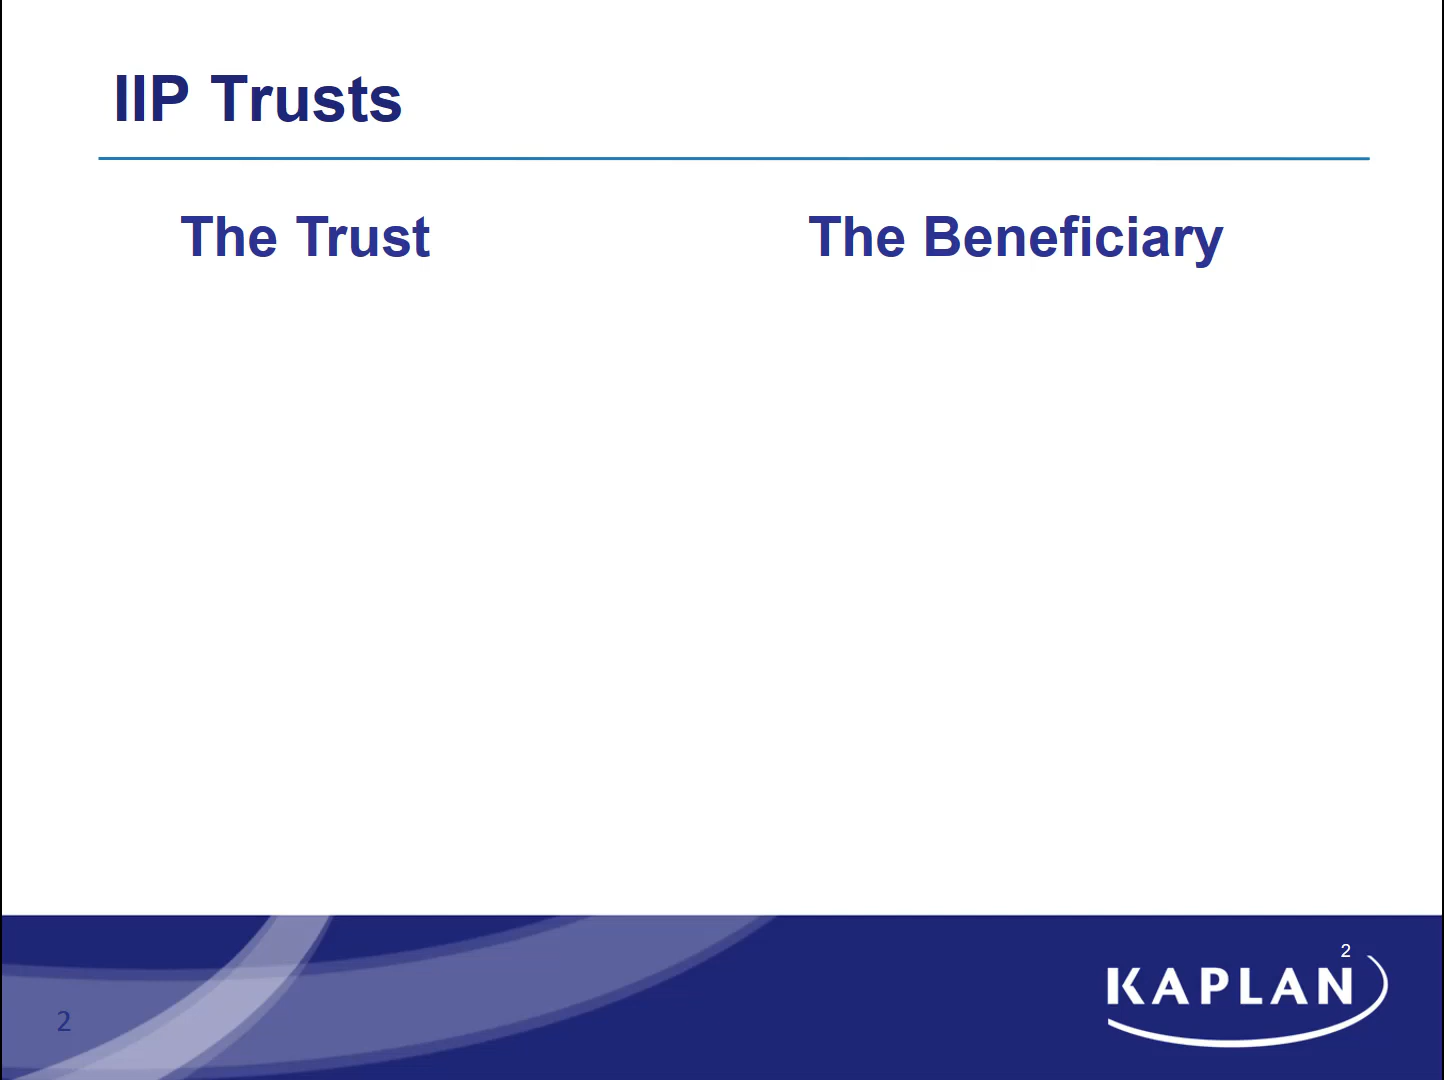 IIP Trusts
The Trust
The Beneficiary
2
KAPLAN
2